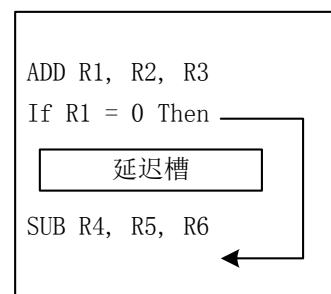 ADD R1, R2, R3
If R1 = 0 Then
延迟槽
SUB R4, R5, R6